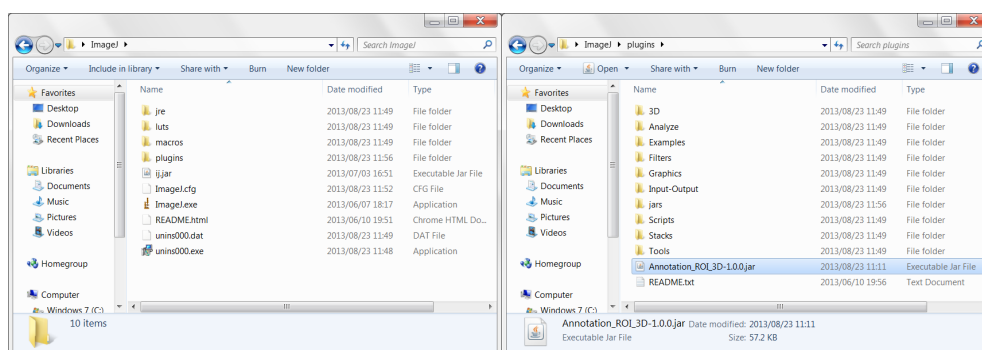 ImageJ
Search ImageJ
Organize
Include in library
Share with
Burn
New folder
Favorites
Desktop
Downloads
Recent Places
Libraries
Documents
Music
Pictures
Videos
Homegroup
Computer
Windows 7 (C:)
Name Date modified Type
jre 2013/08/23 11:49 File folder
luts 2013/08/23 11:49 File folder
macros 2013/08/23 11:49 File folder
plugins 2013/08/23 11:56 File folder
ij.jar 2013/07/03 16:51 Executable Jar File
ImageJ.cfg 2013/08/23 11:52 CFG File
ImageJ.exe 2013/06/07 18:17 Application
README.html 2013/06/10 19:51 Chrome HTML Do...
unins000.dat 2013/08/23 11:49 DAT File
unins000.exe 2013/08/23 11:48 Application
10 items
ImageJ plugins
Search plugins
Organize
Open
Share with
Burn
New folder
Favorites
Desktop
Downloads
Recent Places
Libraries
Documents
Music
Pictures
Videos
Homegroup
Computer
Windows 7 (C:)
Name Date modified Type
3D 2013/08/23 11:49 File folder
Analyze 2013/08/23 11:49 File folder
Examples 2013/08/23 11:49 File folder
Filters 2013/08/23 11:49 File folder
Graphics 2013/08/23 11:49 File folder
Input-Output 2013/08/23 11:49 File folder
jars 2013/08/23 11:56 File folder
Scripts 2013/08/23 11:49 File folder
Stacks 2013/08/23 11:49 File folder
Tools 2013/08/23 11:49 File folder
Annotation_ROI_3D-1.0.0.jar 2013/08/23 11:11 Executable Jar File
README.txt 2013/06/10 19:56 Text Document
Annotation_ROI_3D-1.0.0.jar Date modified: 2013/08/23 11:11
Executable Jar File Size: 57.2 KB